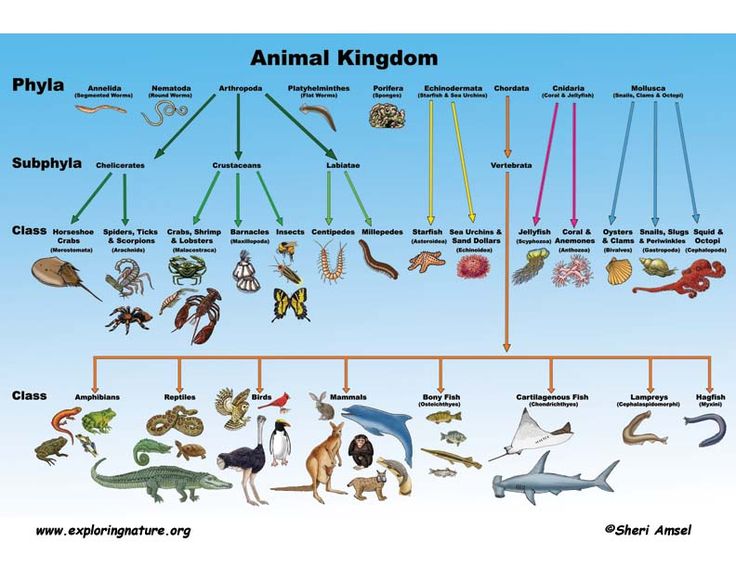 Animal Kingdom
Phyla
Annelida
(Segmented Worms)
Nematoda
(Round Worms)
Arthropoda
Platyhelminthes
(Flat Worms)
Porifera
(Sponges)
Echinodermata
(Starfish & Sea Urchins)
Chordata
Cnidaria
(Coral & Jellyfish)
Mollusca
(Snails, Clams & Octopi)
Subphyla
Chelicerates
Crustaceans
Labiatae
Vertebrata
Class
Horseshoe
Crabs
(Merostomata)
Spiders, Ticks
& Scorpions
(Arachnids)
Crabs, Shrimp
& Lobsters
(Malacostraca)
Barnacles
(Maxillopoda)
Insects
Centipedes
Millepedes
Starfish
(Asteroidea)
Sea Urchins &
Sand Dollars
(Echinoidea)
Jellyfish
(Scyphozoa)
Coral &
Anemones
(Anthozoa)
Oysters
& Clams
(Bivalves)
Snails, Slugs
& Periwinkles
(Gastropoda)
Squid &
Octopi
(Cephalopoda)
Class
Amphibians
Reptiles
Birds
Mammals
Bony Fish
(Osteichthyes)
Cartilagenous Fish
(Chondrichthyes)
Lampreys
(Cephalaspidomorphi)
Hagfish
(Myxini)
www.exploringnature.org
©Sheri Amsel